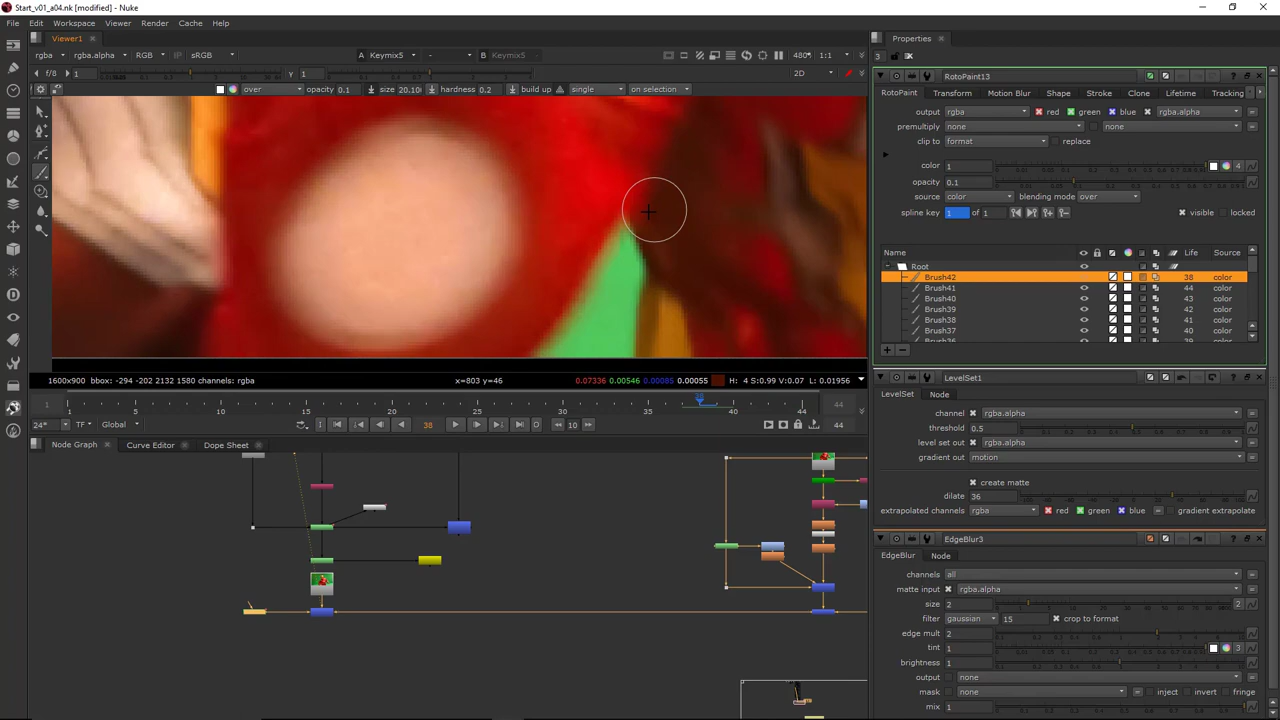 Start_v01_a04.nk [modified] - Nuke
File Edit Workspace Viewer Render Cache Help
Viewer1
rgba rgba.alpha RGB IP sRGB A Keymix5 - B Keymix5 480* 1:1
f/8 1 y 1 2D
over opacity 0.1 size 20.10 hardness 0.2 build up single on selection
1600x900 bbox: -294 -202 2132 1580 channels: rgba x=803 y=46 0.07336 0.00546 0.00085 0.00055 H: 4 S:0.99 V:0.07 L: 0.01956
1 1 5 10 15 20 25 30 35 38 40 44 44
24* TF Global 38 10 44
Node Graph Curve Editor Dope Sheet
Properties
3
RotoPaint13
RotoPaint Transform Motion Blur Shape Stroke Clone Lifetime Tracking
output rgba red green blue rgba.alpha
premultiply none none
clip to format replace
color 1 4
opacity 0.1
source color blending mode over
spline key 1 of 1 visible locked
Name Life Source
Root
Brush42 38 color
Brush41 44 color
Brush40 43 color
Brush39 42 color
Brush38 41 color
Brush37 40 color
LevelSet1
LevelSet Node
channel rgba.alpha
threshold 0.5
level set out rgba.alpha
gradient out motion
create matte
dilate 36
extrapolated channels rgba red green blue gradient extrapolate
EdgeBlur3
EdgeBlur Node
channels all
matte input rgba.alpha
size 2 2
filter gaussian 15 crop to format
edge mult 2
tint 1 3
brightness 1
output none
mask none inject invert fringe
mix 1